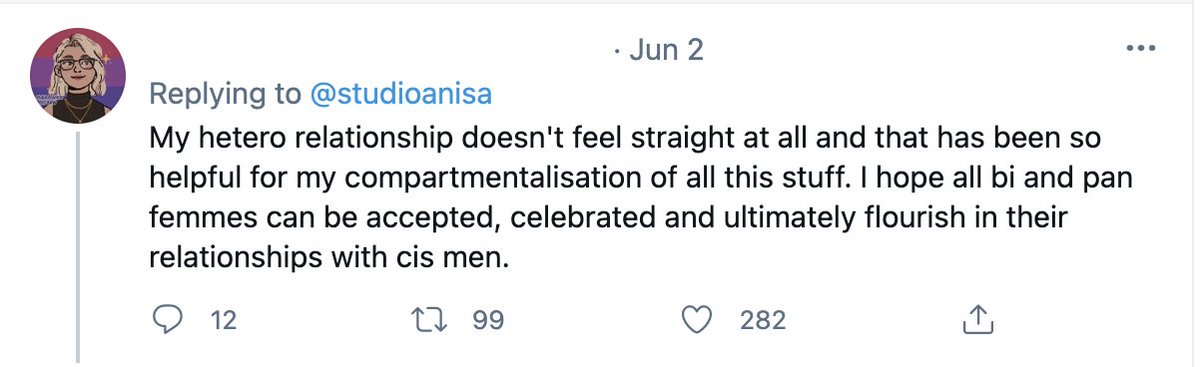 · Jun 2
Replying to @studioanisa
My hetero relationship doesn't feel straight at all and that has been so
helpful for my compartmentalisation of all this stuff. I hope all bi and pan
femmes can be accepted, celebrated and ultimately flourish in their
relationships with cis men.
12 99 282